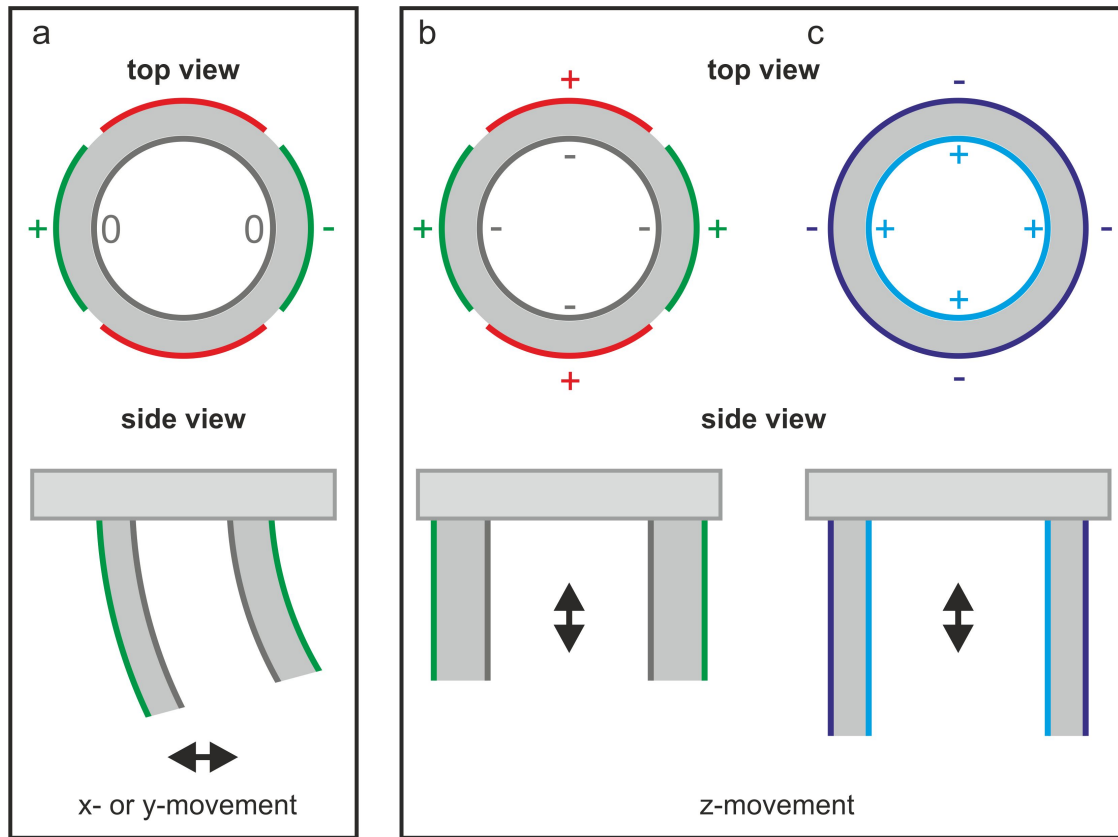 a
top view
+ 0 0 -
side view
x- or y-movement
b c
top view
+ -
- +
+ - - + - + + -
- +
+ -
side view
z-movement